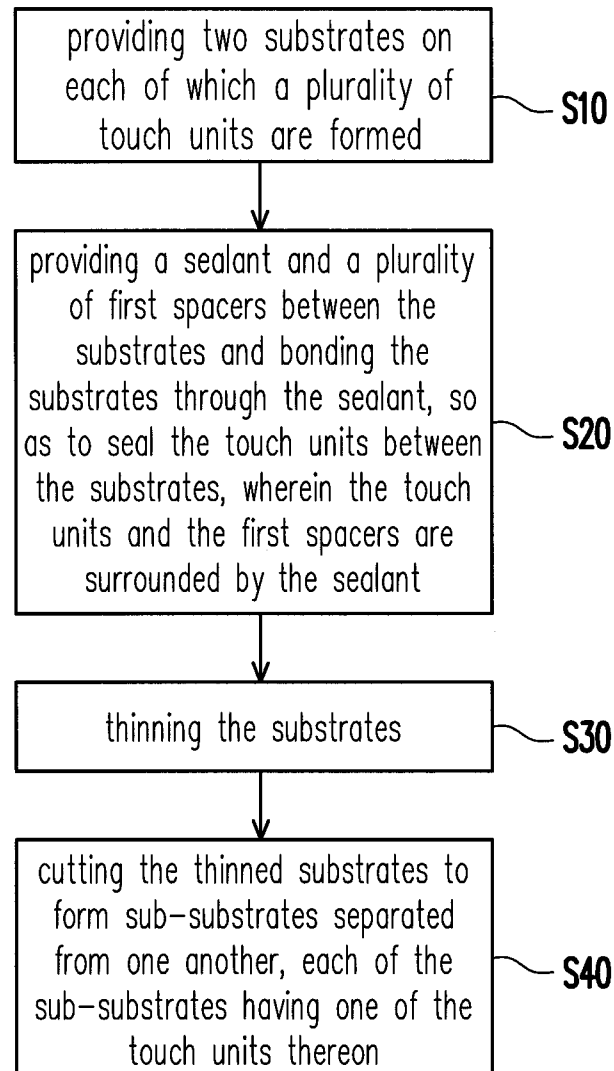 providing two substrates on
each of which a plurality of
touch units are formed
S10
providing a sealant and a plurality
of first spacers between the
substrates and bonding the
substrates through the sealant, so
as to seal the touch units between
the substrates, wherein the touch
units and the first spacers are
surrounded by the sealant
S20
thinning the substrates
S30
cutting the thinned substrates to
form sub-substrates separated
from one another, each of the
sub-substrates having one of the
touch units thereon
S40